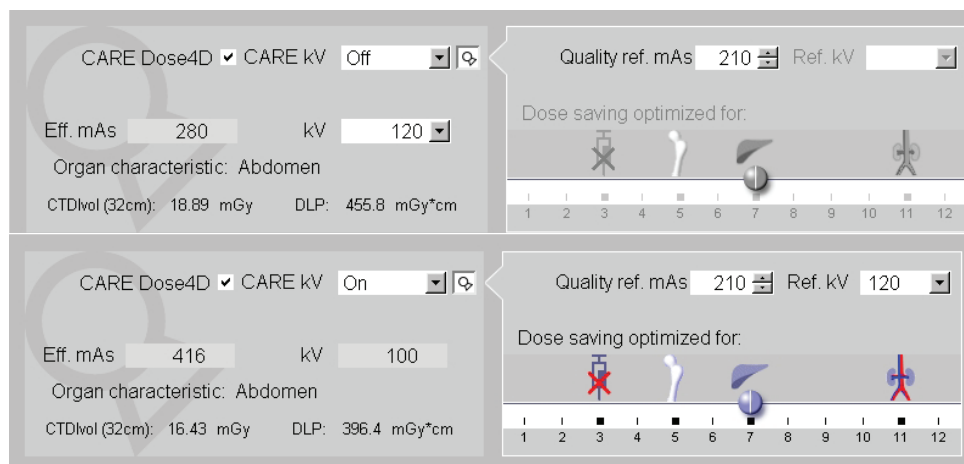 CARE Dose4D CARE kV Off Quality ref. mAs 210 Ref. kV
Dose saving optimized for:
Eff. mAs 280 kV 120
Organ characteristic: Abdomen
CTDIvol (32cm): 18.89 mGy DLP: 455.8 mGy*cm
1 2 3 4 5 6 7 8 9 10 11 12
CARE Dose4D CARE kV On Quality ref. mAs 210 Ref. kV 120
Dose saving optimized for:
Eff. mAs 416 kV 100
Organ characteristic: Abdomen
CTDIvol (32cm): 16.43 mGy DLP: 396.4 mGy*cm
1 2 3 4 5 6 7 8 9 10 11 12